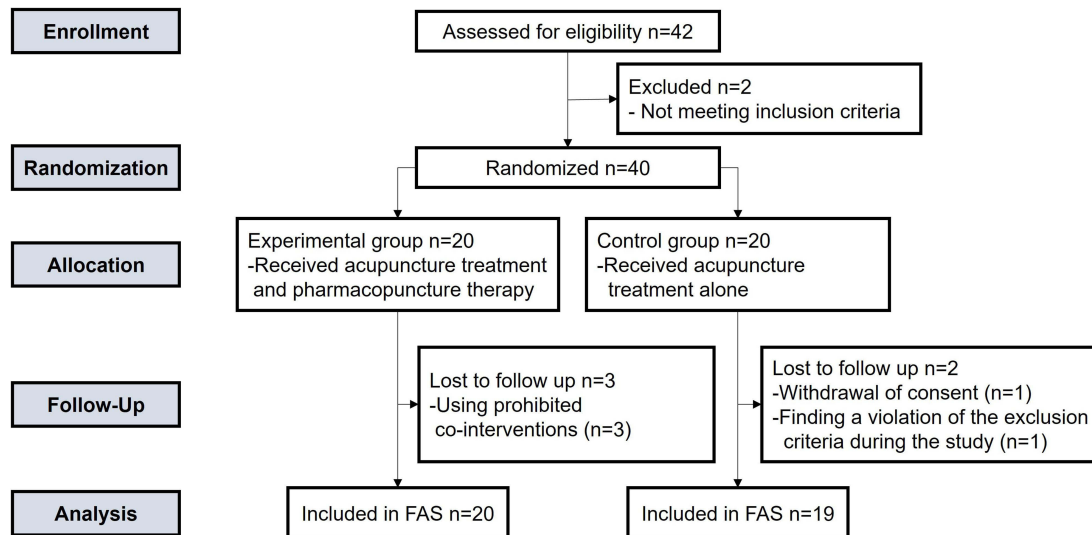 Enrollment
Assessed for eligibility n=42
Excluded n=2
- Not meeting inclusion criteria
Randomization
Randomized n=40
Allocation
Experimental group n=20
-Received acupuncture treatment
and pharmacopuncture therapy
Control group n=20
-Received acupuncture
treatment alone
Follow-Up
Lost to follow up n=3
-Using prohibited
co-interventions (n=3)
Lost to follow up n=2
-Withdrawal of consent (n=1)
-Finding a violation of the exclusion
criteria during the study (n=1)
Analysis
Included in FAS n=20
Included in FAS n=19